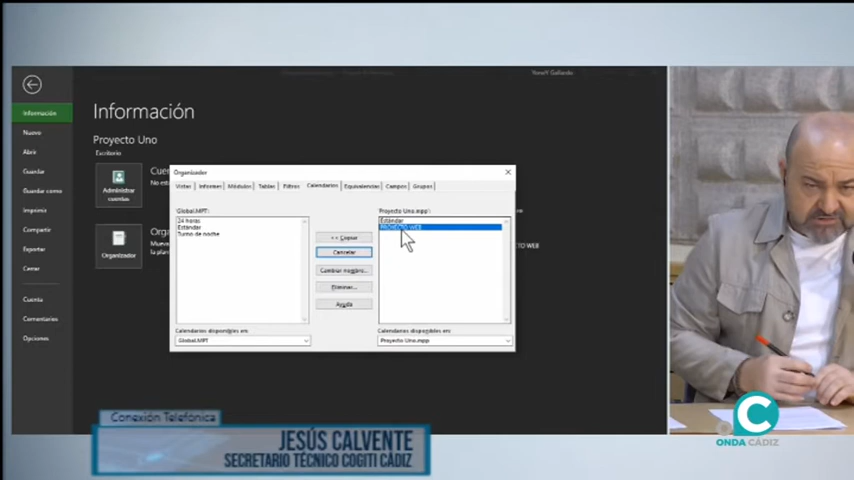 Información
Nuevo
Abrir
Guardar
Guardar como
Imprimir
Compartir
Exportar
Cerrar
Cuenta
Comentarios
Opciones
Información
Proyecto Uno
Escritorio
Administrar cuentas
Organizador
Organizador
Vistas Informes Módulos Tablas Filtros Calendarios Equivalencias Campos Grupos
'Global.MPT':
24 horas
Estándar
Turno de noche
<< Copiar
Cancelar
Cambiar nombre...
Eliminar...
Ayuda
'Proyecto Uno.mpp':
Estándar
PROYECTO WEB
Calendarios disponibles en:
Global.MPT
Calendarios disponibles en:
Proyecto Uno.mpp
Conexión Telefónica
JESÚS CALVENTE
SECRETARIO TÉCNICO COGITI CÁDIZ
ONDA CÁDIZ